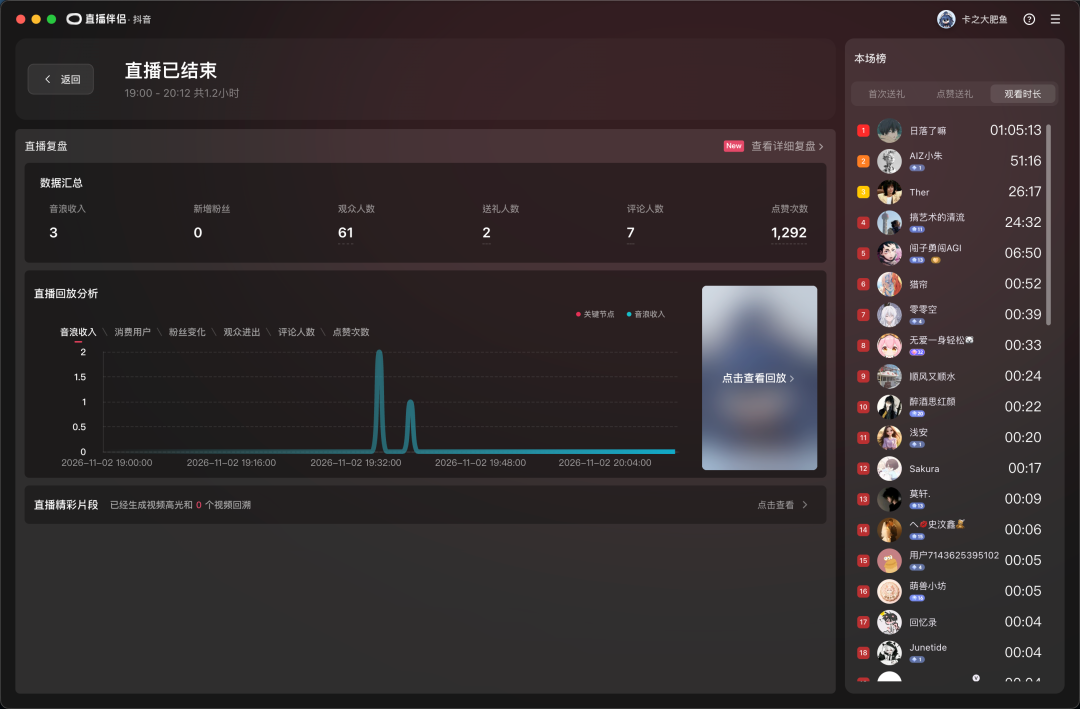 直播伴侣 · 抖音
卡之大肥鱼
返回
直播已结束
19:00 - 20:12 共1.2小时
直播复盘
New 查看详细复盘
数据汇总
音浪收入 新增粉丝 观众人数 送礼人数 评论人数 点赞次数
3 0 61 2 7 1,292
直播回放分析
关键节点 音浪收入
音浪收入 \ 消费用户 \ 粉丝变化 \ 观众进出 \ 评论人数 \ 点赞次数
2
1.5
1
0.5
0
2026-11-02 19:00:00 2026-11-02 19:16:00 2026-11-02 19:32:00 2026-11-02 19:48:00 2026-11-02 20:04:00
点击查看回放
直播精彩片段 已经生成视频高光和 0 个视频回溯 点击查看
本场榜
首次送礼 点赞送礼 观看时长
1 日落了嘛 01:05:13
2 AIZ小朱 1 51:16
3 Ther 26:17
4 搞艺术的清流 11 24:32
5 闯子勇闯AGI 13 06:50
6 猫帘 00:52
7 零零空 4 00:39
8 无爱一身轻松🐼 32 00:33
9 顺风又顺水 00:24
10 醉酒思红颜 20 00:22
11 浅安 1 00:20
12 Sakura 00:17
13 莫轩. 13 00:09
14 へ💋史汶鑫 19 00:06
15 用户7143625395102 4 00:05
16 萌兽小坊 16 00:05
17 回忆录 00:04
18 Junetide 1 00:04